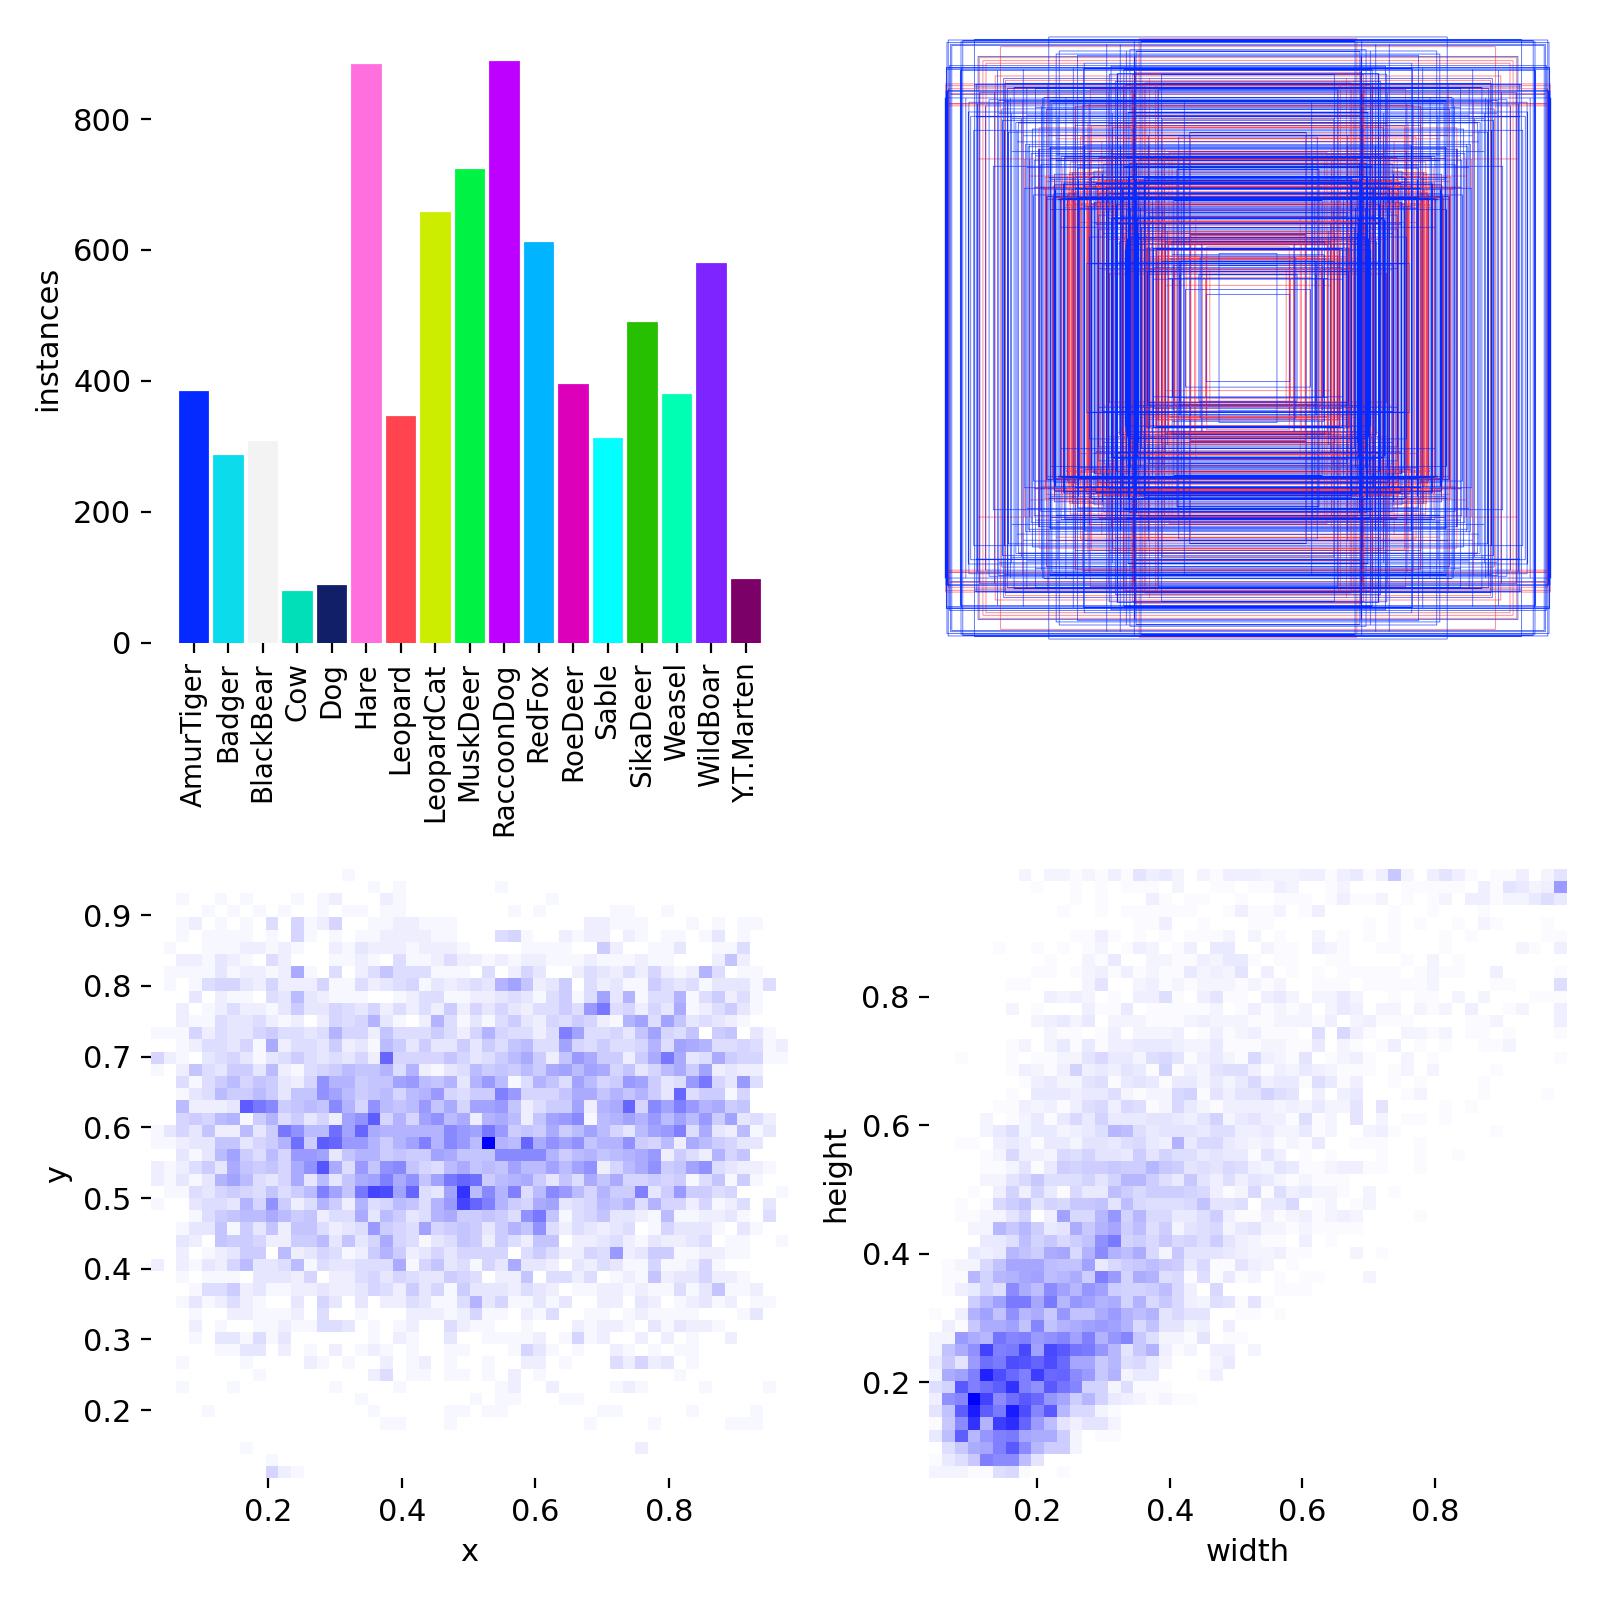 instances
800
600
400
200
0
AmurTiger
Badger
BlackBear
Cow
Dog
Hare
Leopard
LeopardCat
MuskDeer
RaccoonDog
RedFox
RoeDeer
Sable
SikaDeer
Weasel
WildBoar
Y.T.Marten
y
0.9
0.8
0.7
0.6
0.5
0.4
0.3
0.2
0.2 0.4 0.6 0.8
x
height
0.8
0.6
0.4
0.2
0.2 0.4 0.6 0.8
width